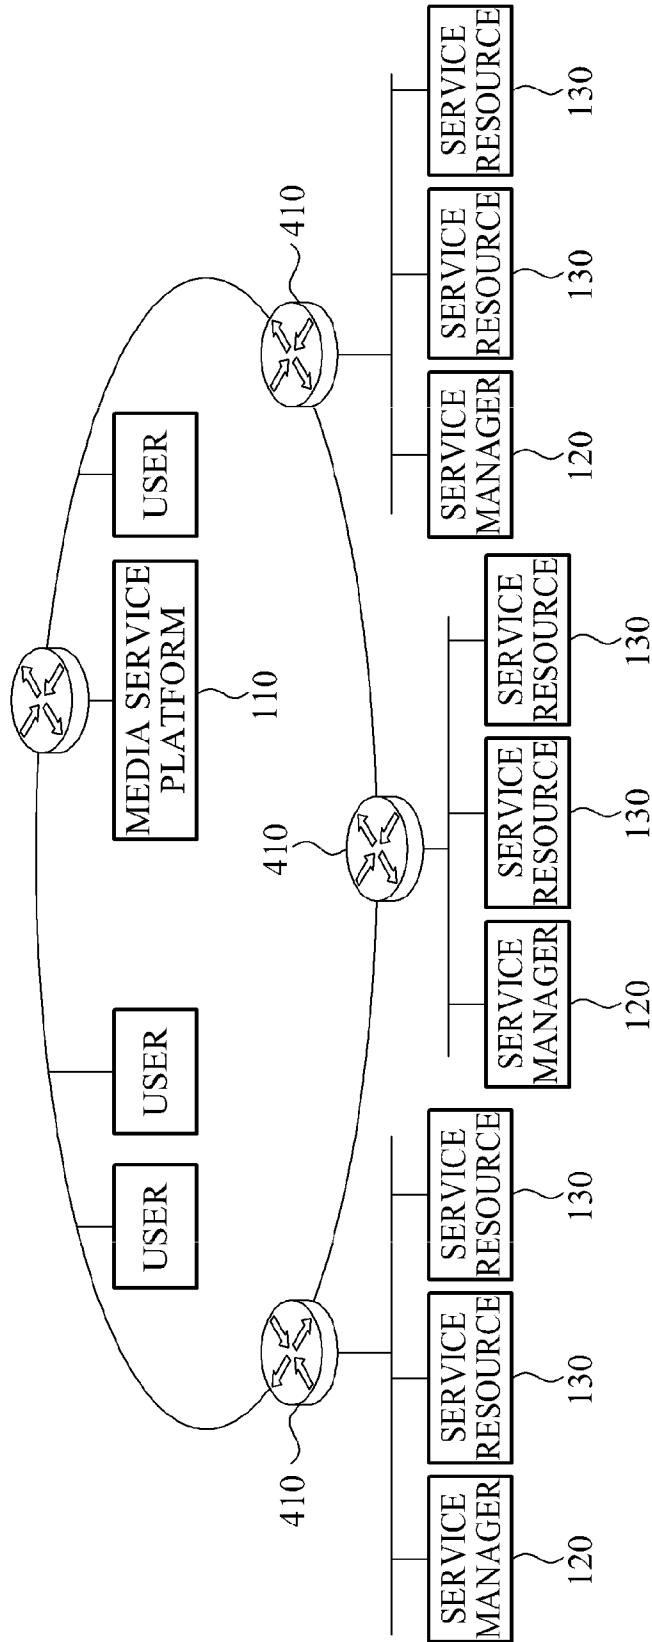 USER
USER
MEDIA SERVICE
PLATFORM
USER
110
410
410
410
SERVICE
MANAGER
120
SERVICE
RESOURCE
130
SERVICE
RESOURCE
130
SERVICE
MANAGER
120
SERVICE
RESOURCE
130
SERVICE
RESOURCE
130
SERVICE
MANAGER
120
SERVICE
RESOURCE
130
SERVICE
RESOURCE
130